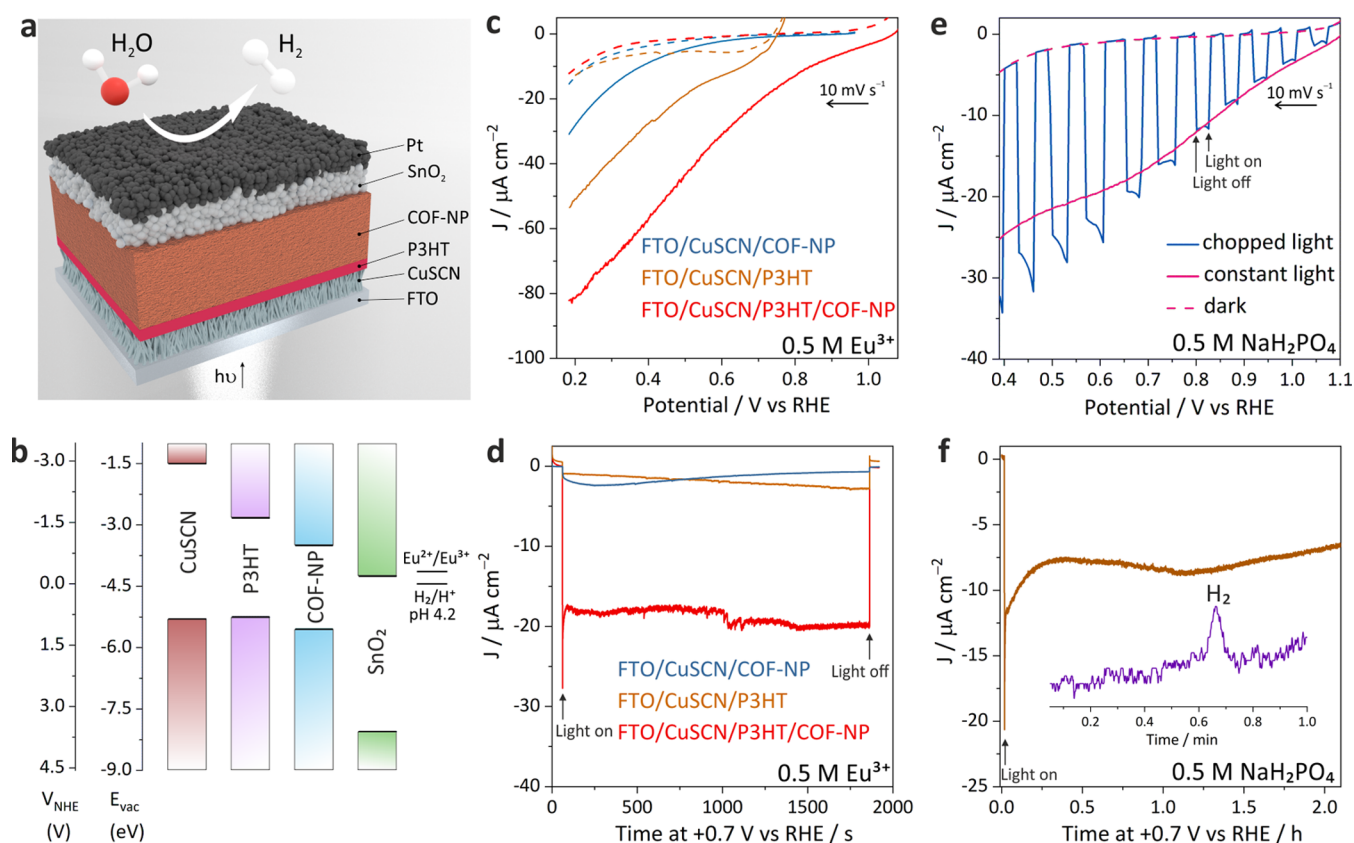 a
H₂O
H₂
Pt
SnO₂
COF-NP
P3HT
CuSCN
FTO
hυ
b
-3.0
-1.5
0.0
1.5
3.0
4.5
V_NHE
(V)
-1.5
-3.0
-4.5
-6.0
-7.5
-9.0
E_vac
(eV)
CuSCN
P3HT
COF-NP
SnO₂
Eu²⁺/Eu³⁺
H₂/H⁺
pH 4.2
c
0
-20
-40
-60
-80
-100
J / µA cm⁻²
10 mV s⁻¹
FTO/CuSCN/COF-NP
FTO/CuSCN/P3HT
FTO/CuSCN/P3HT/COF-NP
0.5 M Eu³⁺
0.2 0.4 0.6 0.8 1.0
Potential / V vs RHE
d
0
-10
-20
-30
-40
J / µA cm⁻²
Light off
FTO/CuSCN/COF-NP
FTO/CuSCN/P3HT
FTO/CuSCN/P3HT/COF-NP
Light on
0.5 M Eu³⁺
0 500 1000 1500 2000
Time at +0.7 V vs RHE / s
e
0
-10
-20
-30
-40
J / µA cm⁻²
10 mV s⁻¹
Light on
Light off
chopped light
constant light
dark
0.5 M NaH₂PO₄
0.4 0.5 0.6 0.7 0.8 0.9 1.0 1.1
Potential / V vs RHE
f
0
-5
-10
-15
-20
-25
J / µA cm⁻²
H₂
0.2 0.4 0.6 0.8 1.0
Time / min
Light on
0.5 M NaH₂PO₄
0.0 0.5 1.0 1.5 2.0
Time at +0.7 V vs RHE / h